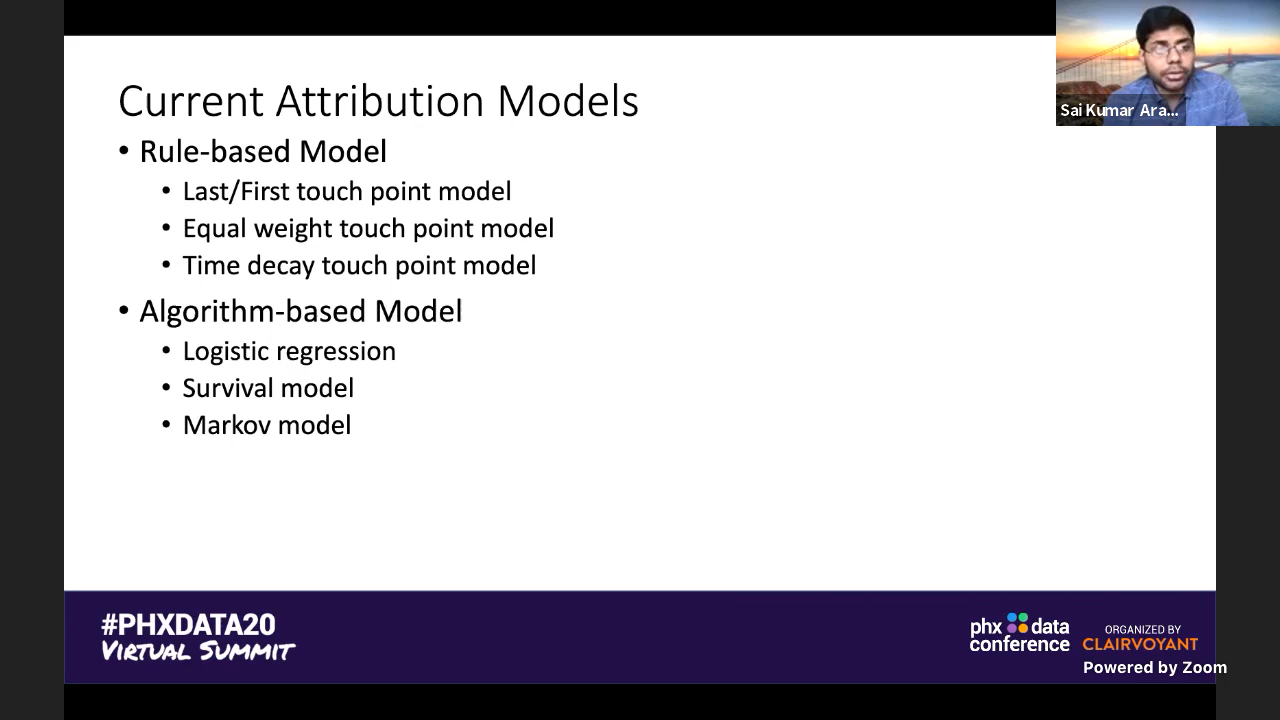 Current Attribution Models
• Rule-based Model
• Last/First touch point model
• Equal weight touch point model
• Time decay touch point model
• Algorithm-based Model
• Logistic regression
• Survival model
• Markov model
Sai Kumar Ara...
#PHXDATA20
VIRTUAL SUMMIT
phx data
conference
ORGANIZED BY
CLAIRVOYANT
Powered by Zoom